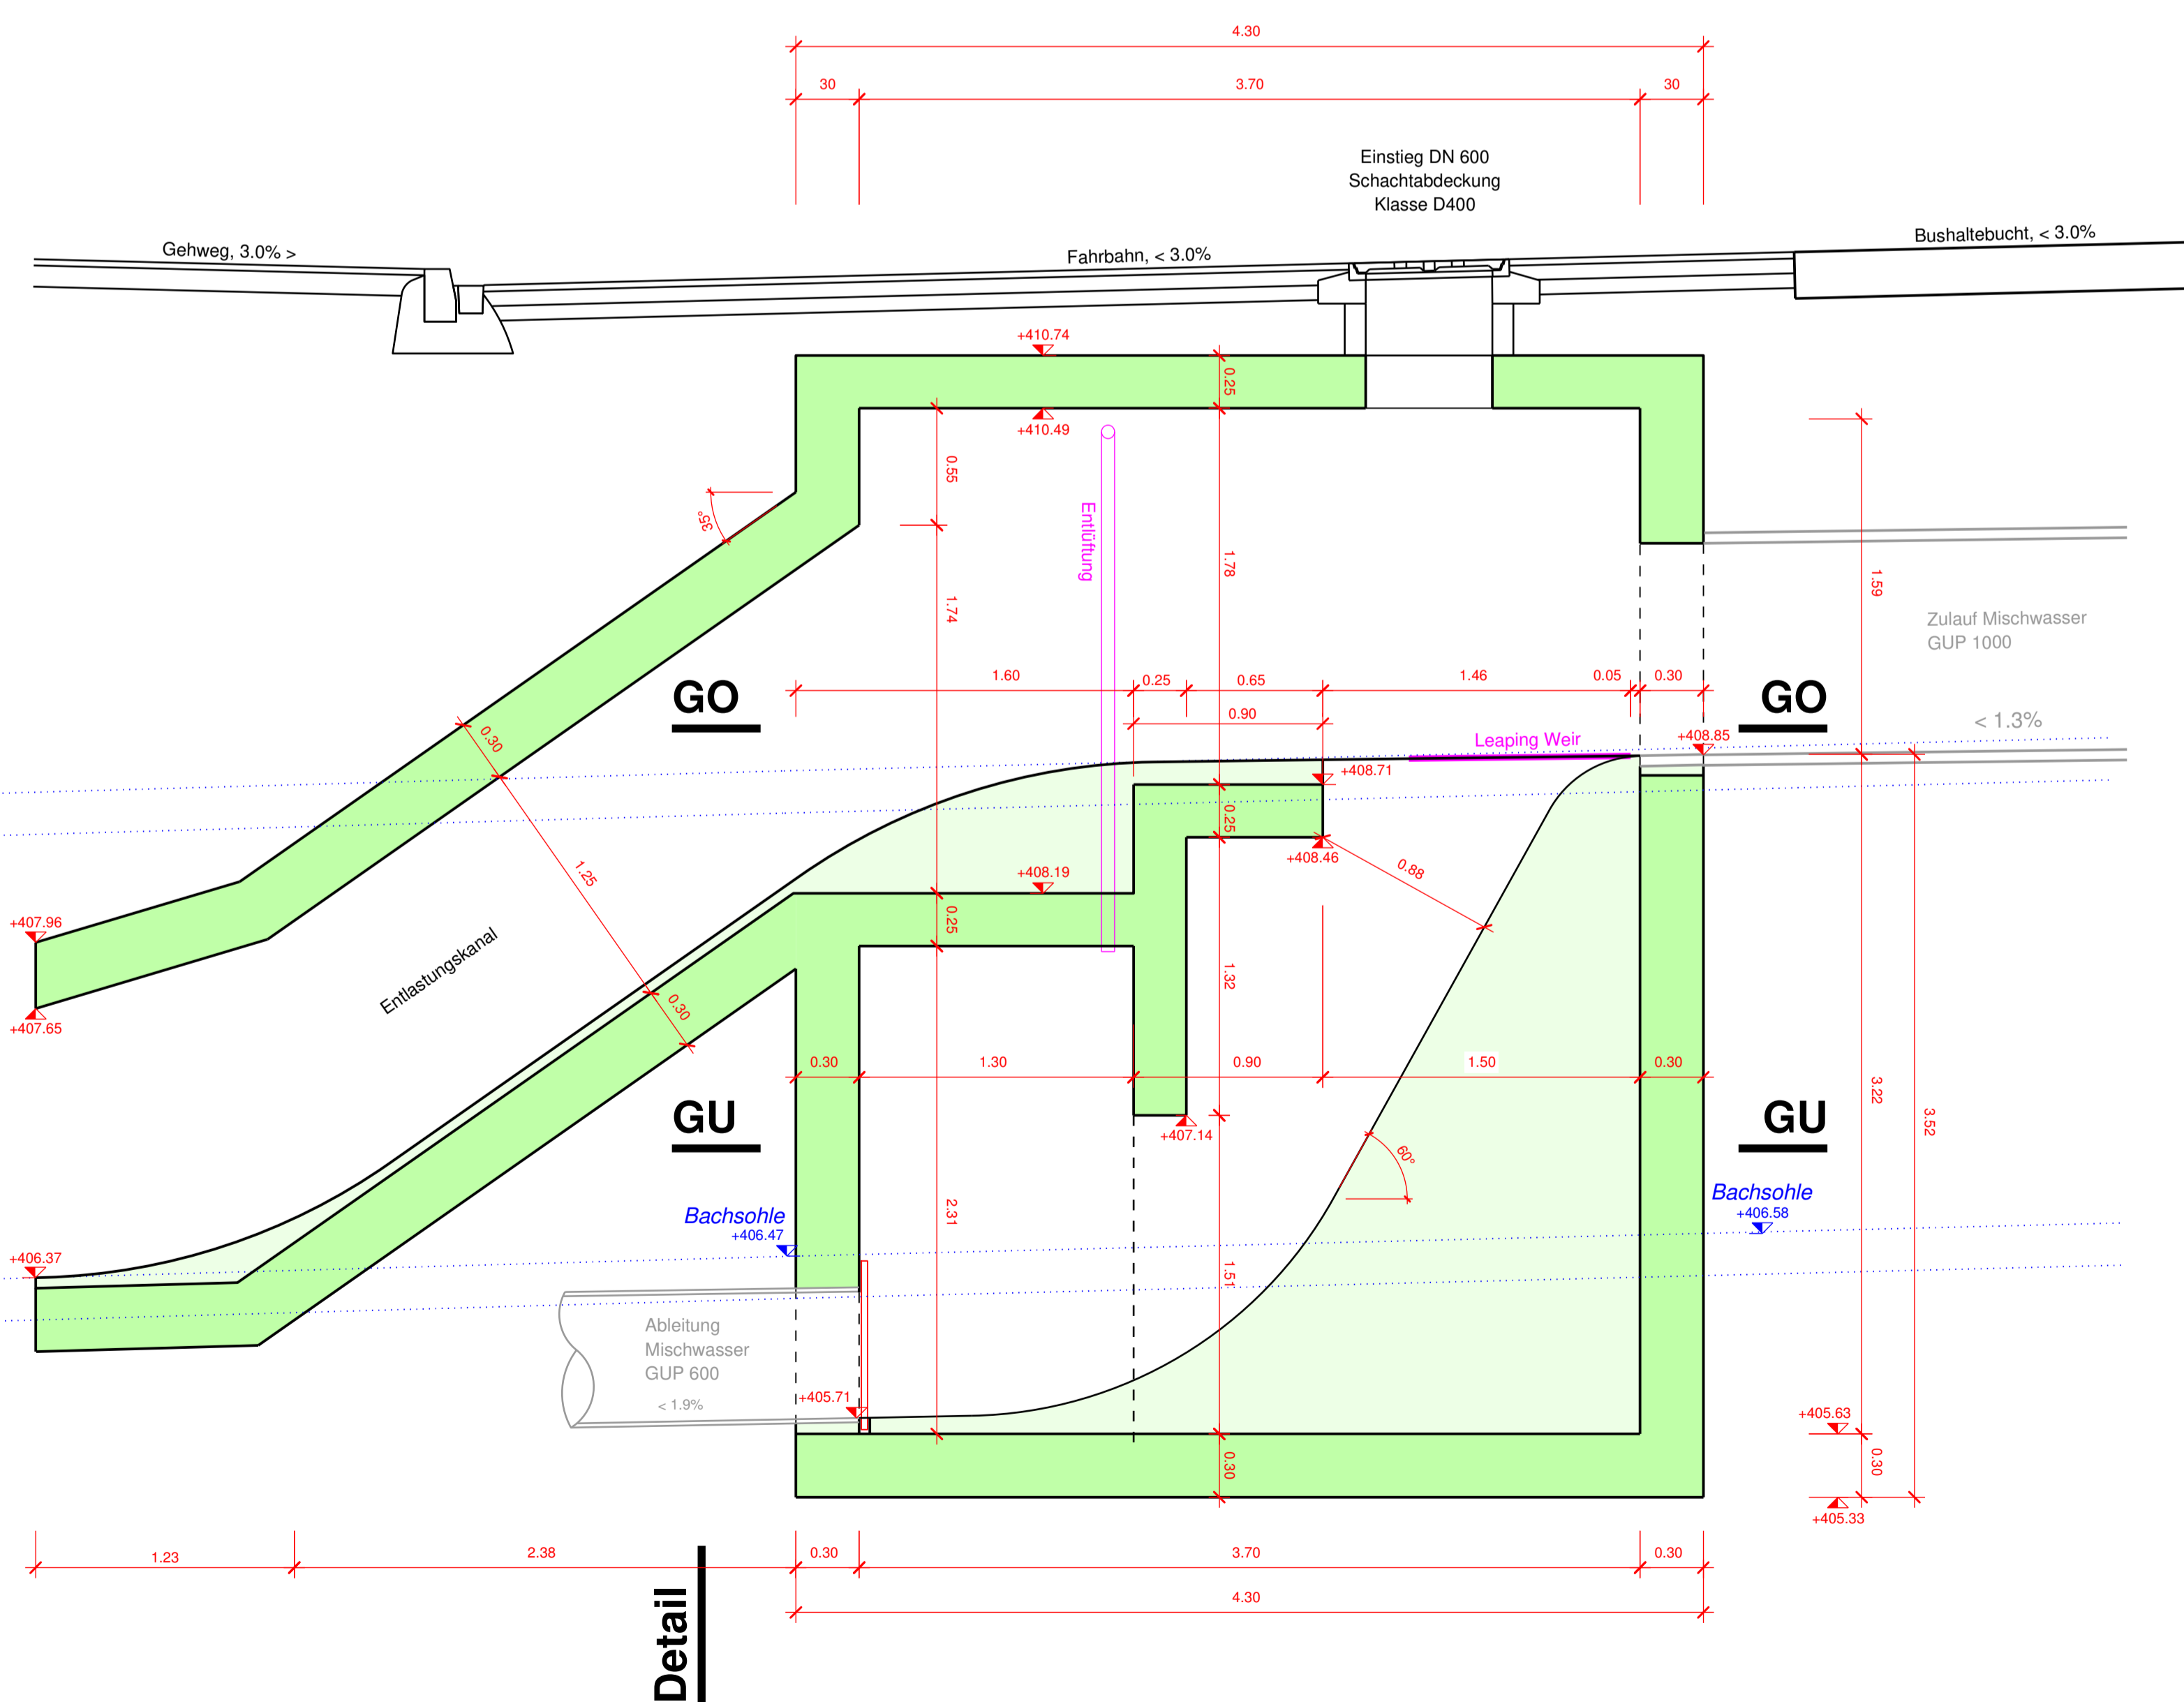 4.30
30
3.70
30
Einstieg DN 600
Schachtabdeckung
Klasse D400
Gehweg, 3.0% >
Fahrbahn, < 3.0%
Bushaltebucht, < 3.0%
+410.74
0.25
+410.49
0.55
35°
Entlüftung
1.78
1.59
1.74
Zulauf Mischwasser
GUP 1000
GO
1.60
0.25
0.65
1.46
0.05
0.30
GO
0.90
< 1.3%
0.30
Leaping Weir
+408.85
+408.71
0.25
+408.46
1.25
0.88
+408.19
0.25
+407.96
Entlastungskanal
1.32
0.30
+407.65
0.30
1.30
0.90
1.50
0.30
3.22
GU
GU
3.52
+407.14
60°
Bachsohle
+406.58
2.31
Bachsohle
+406.47
+406.37
1.51
Ableitung
Mischwasser
GUP 600
< 1.9%
+405.71
+405.63
0.30
0.30
+405.33
1.23
2.38
0.30
3.70
0.30
4.30
Detail